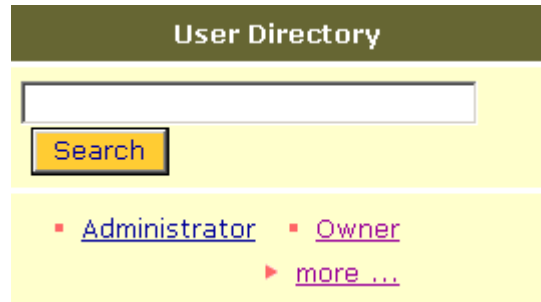 User Directory
Search
Administrator Owner
more ...